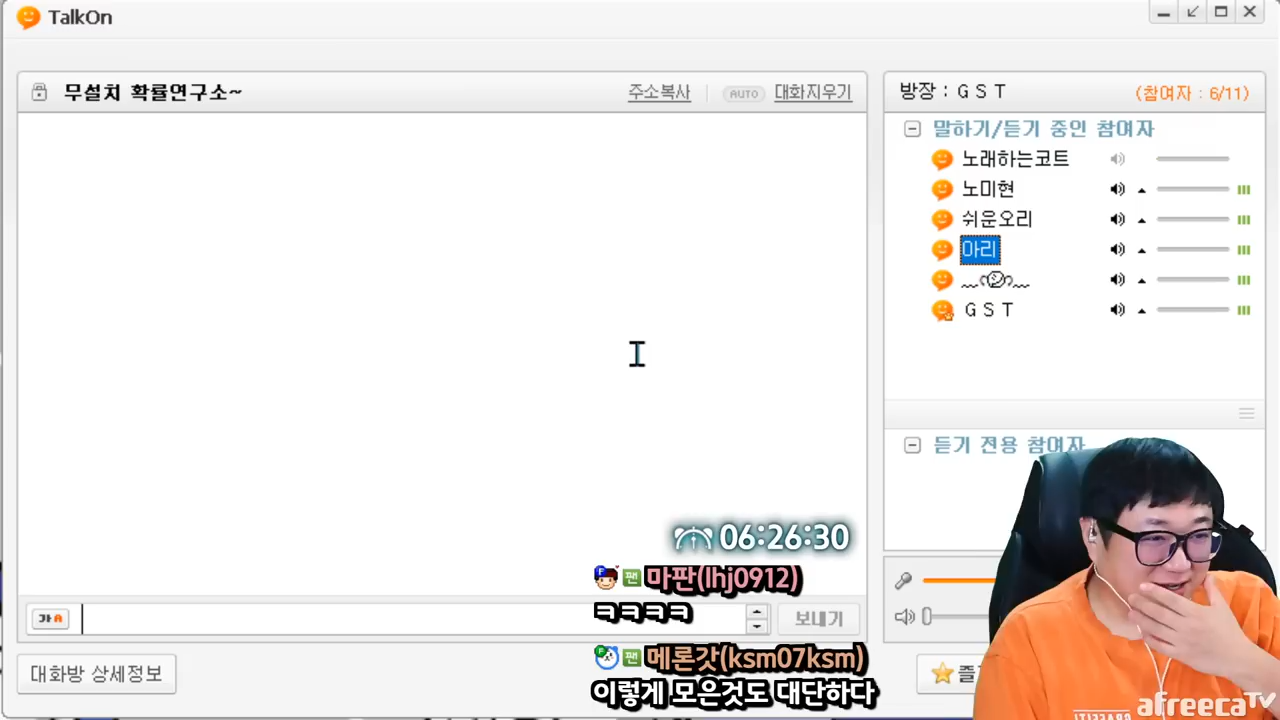 TalkOn
무설치 확률연구소~
주소복사
AUTO
대화지우기
방장 : G S T
(참여자 : 6/11)
말하기/듣기 중인 참여자
노래하는코트
노미현
쉬운오리
아리
G S T
듣기 전용 참여자
06:26:30
팬 마판(lhj0912)
ㅋㅋㅋㅋ
가A
보내기
팬 메론갓(ksm07ksm)
이렇게 모은것도 대단하다
대화방 상세정보
afreecaTV